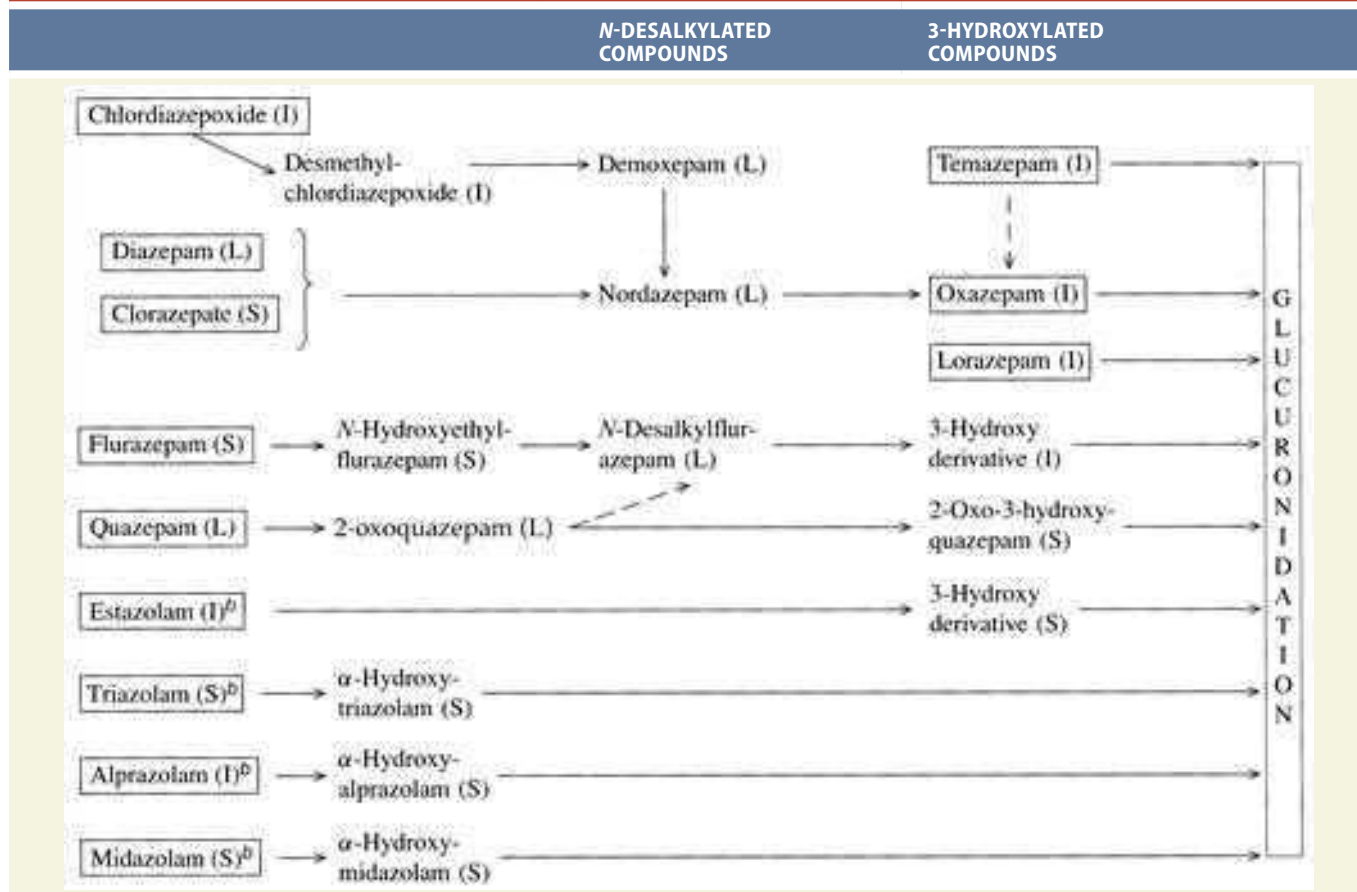 N-DESALKYLATED
COMPOUNDS
3-HYDROXYLATED
COMPOUNDS
Chlordiazepoxide (I)
Desmethyl-
chlordiazepoxide (I)
Demoxepam (L)
Temazepam (I)
Diazepam (L)
Clorazepate (S)
Nordazepam (L)
Oxazepam (I)
Lorazepam (I)
Flurazepam (S)
N-Hydroxyethyl-
flurazepam (S)
N-Desalkylflur-
azepam (L)
3-Hydroxy
derivative (I)
Quazepam (L)
2-oxoquazepam (L)
2-Oxo-3-hydroxy-
quazepam (S)
Estazolam (I)b
3-Hydroxy
derivative (S)
Triazolam (S)b
α-Hydroxy-
triazolam (S)
Alprazolam (I)b
α-Hydroxy-
alprazolam (S)
Midazolam (S)b
α-Hydroxy-
midazolam (S)
GLUCURONIDATION